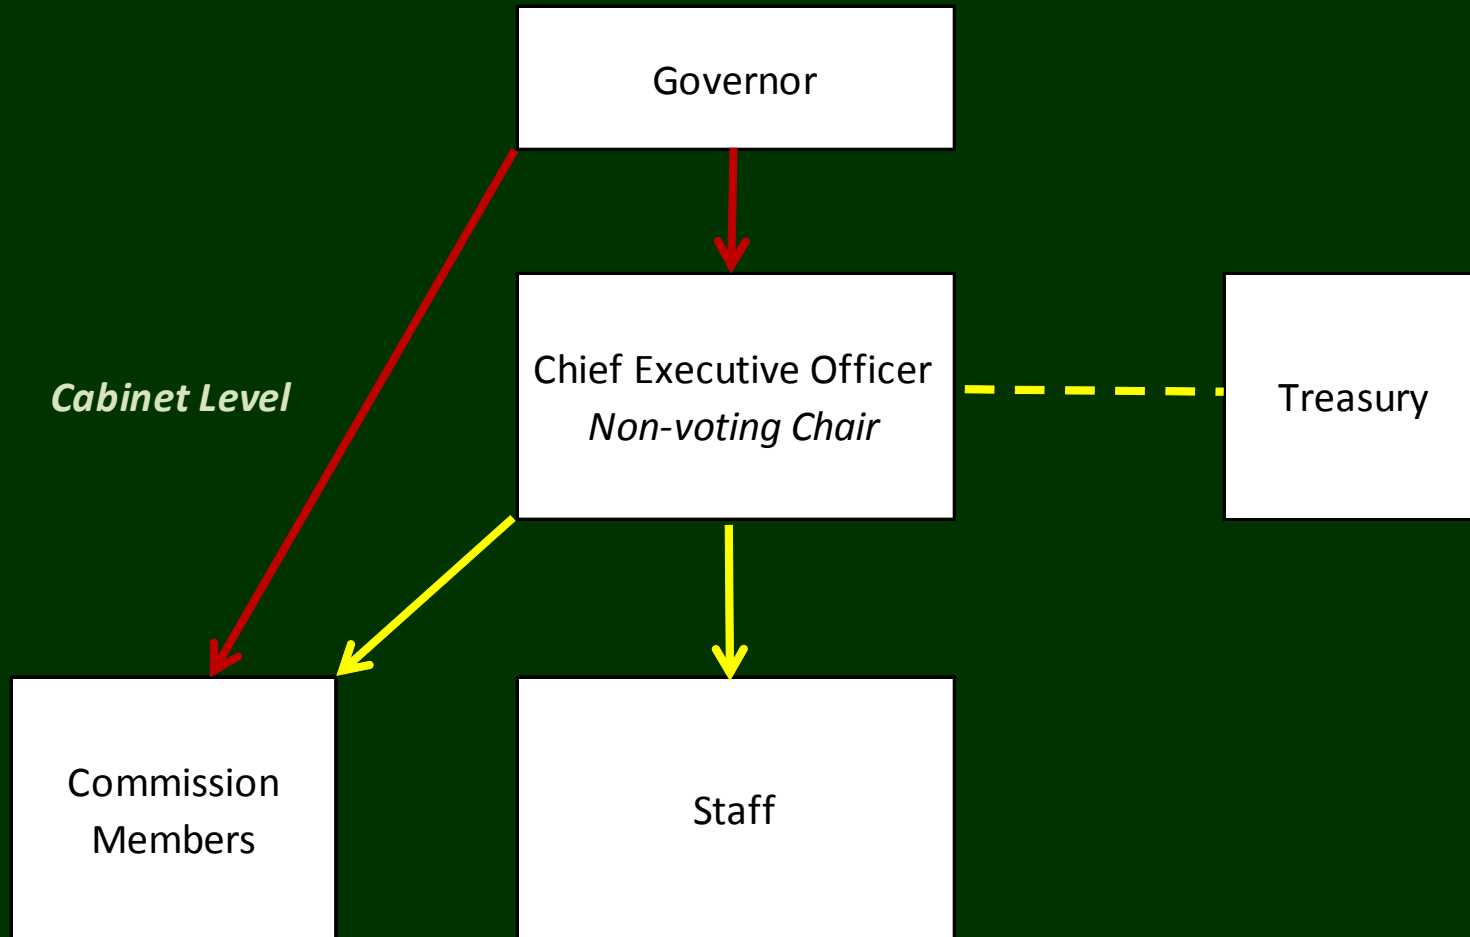 Governor
Chief Executive Officer
Non-voting Chair
Cabinet Level
Treasury
Commission
Members
Staff